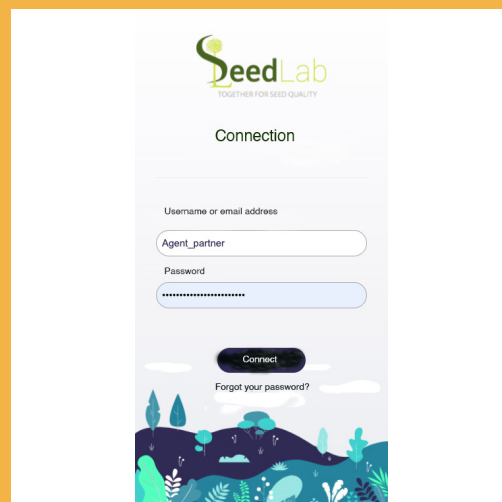 SeedLab
TOGETHER FOR SEED QUALITY
Connection
Username or email address
Agent_partner
Password
••••••••••••••••••••••••
Connect
Forgot your password?